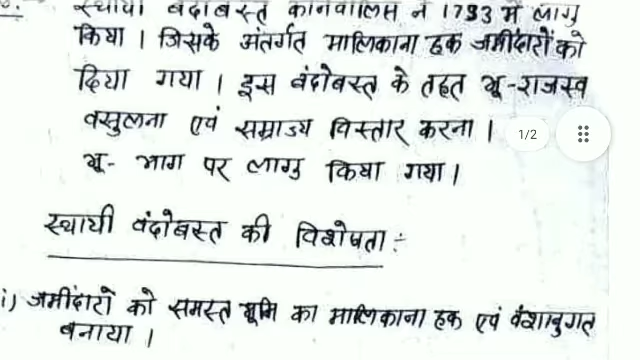 स्थायी बंदोबस्त कार्नवालिस ने 1793 में लागु
किया । जिसके अंतर्गत मालिकाना हक जमींदारों को
दिया गया । इस बंदोबस्त के तहत भू-राजस्व
वसुलना एवं सम्राज्य विस्तार करना ।
1/2
भू- भाग पर लागु किया गया ।
स्थायी बंदोबस्त की विशेषता :-
i) जमींदारों को समस्त भूमि का मालिकाना हक एवं वंशानुगत
बनाया ।